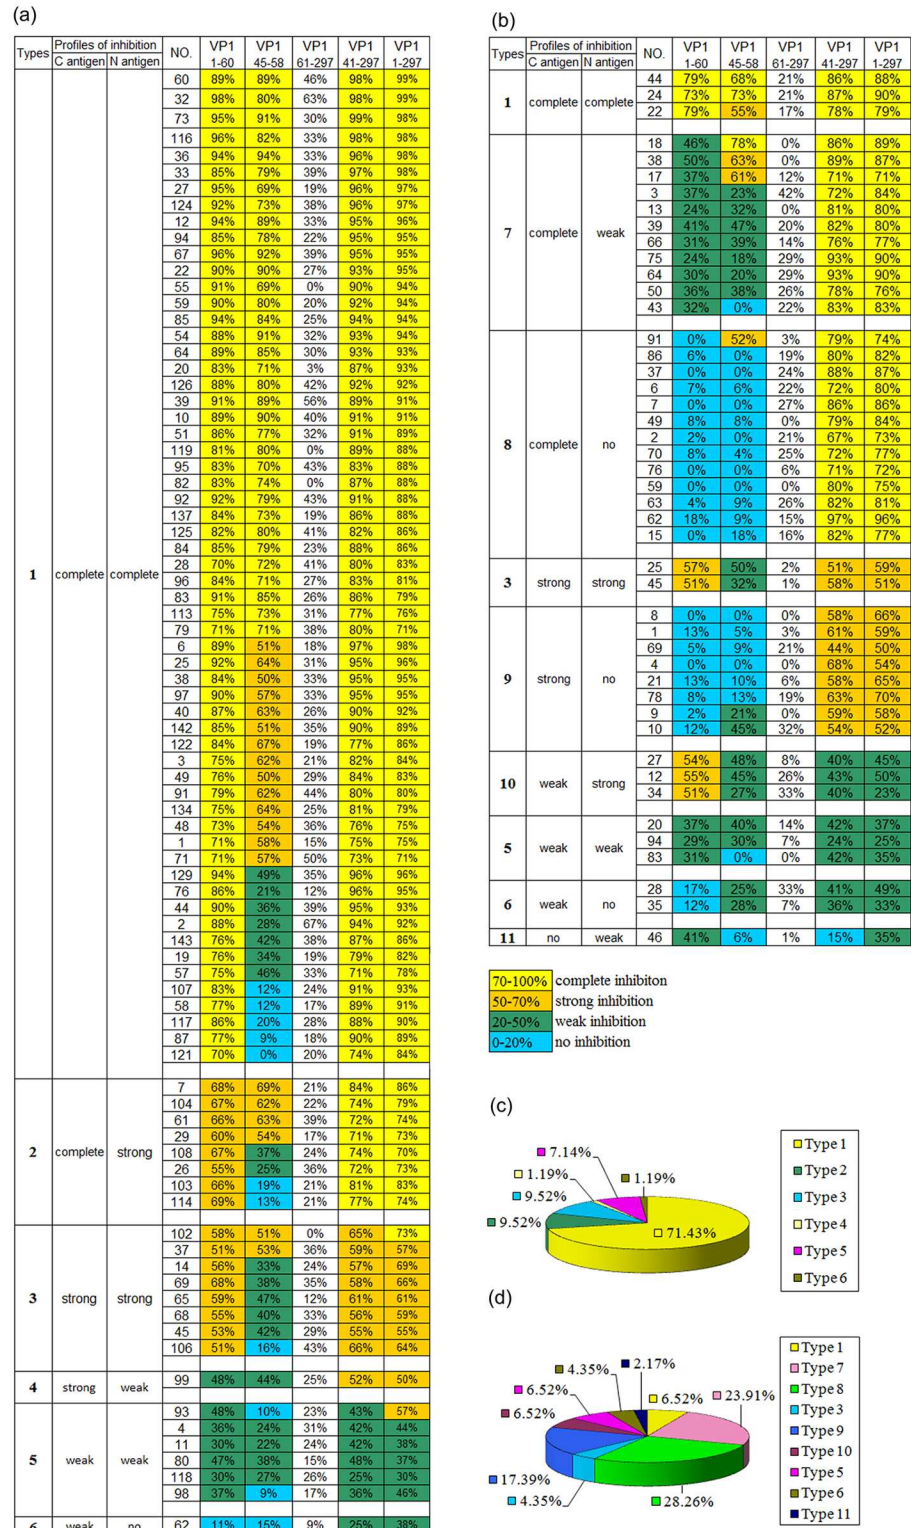 (a)
Types Profiles of inhibition NO. VP1 VP1 VP1 VP1 VP1
C antigen N antigen 1-60 45-58 61-297 41-297 1-297
60 89% 89% 46% 98% 99%
32 98% 80% 63% 98% 99%
73 95% 91% 30% 99% 98%
116 96% 82% 33% 98% 98%
36 94% 94% 33% 96% 98%
33 85% 79% 39% 97% 98%
27 95% 69% 19% 96% 97%
124 92% 73% 38% 96% 97%
12 94% 89% 33% 95% 96%
94 85% 78% 22% 95% 95%
67 96% 92% 39% 95% 95%
22 90% 90% 27% 93% 95%
55 91% 69% 0% 90% 94%
59 90% 80% 20% 92% 94%
85 94% 84% 25% 94% 94%
54 88% 91% 32% 93% 94%
64 89% 85% 30% 93% 93%
20 83% 71% 3% 87% 93%
126 88% 80% 42% 92% 92%
39 91% 89% 56% 89% 91%
10 89% 90% 40% 91% 91%
51 86% 77% 32% 91% 89%
119 81% 80% 0% 89% 88%
95 83% 70% 43% 83% 88%
82 83% 74% 0% 87% 88%
92 92% 79% 43% 91% 88%
137 84% 73% 19% 86% 88%
125 82% 80% 41% 82% 86%
84 85% 79% 23% 88% 86%
28 70% 72% 41% 80% 83%
1 complete complete 96 84% 71% 27% 83% 81%
83 91% 85% 26% 86% 79%
113 75% 73% 31% 77% 76%
79 71% 71% 38% 80% 71%
6 89% 51% 18% 97% 98%
25 92% 64% 31% 95% 96%
38 84% 50% 33% 95% 95%
97 90% 57% 33% 95% 95%
40 87% 63% 26% 90% 92%
142 85% 51% 35% 90% 89%
122 84% 67% 19% 77% 86%
3 75% 62% 21% 82% 84%
49 76% 50% 29% 84% 83%
91 79% 62% 44% 80% 80%
134 75% 64% 25% 81% 79%
48 73% 54% 36% 76% 75%
1 71% 58% 15% 75% 75%
71 71% 57% 50% 73% 71%
129 94% 49% 35% 96% 96%
76 86% 21% 12% 96% 95%
44 90% 36% 39% 95% 93%
2 88% 28% 67% 94% 92%
143 76% 42% 38% 87% 86%
19 76% 34% 19% 79% 82%
57 75% 46% 33% 71% 78%
107 83% 12% 24% 91% 93%
58 77% 12% 17% 89% 91%
117 86% 20% 28% 88% 90%
87 77% 9% 18% 90% 89%
121 70% 0% 20% 74% 84%
7 68% 69% 21% 84% 86%
104 67% 62% 22% 74% 79%
61 66% 63% 39% 72% 74%
29 60% 54% 17% 71% 73%
2 complete strong 108 67% 37% 24% 74% 70%
26 55% 25% 36% 72% 73%
103 66% 19% 21% 81% 83%
114 69% 13% 21% 77% 74%
102 58% 51% 0% 65% 73%
37 51% 53% 36% 59% 57%
14 56% 33% 24% 57% 69%
69 68% 38% 35% 58% 66%
3 strong strong 65 59% 47% 12% 61% 61%
68 55% 40% 33% 56% 59%
45 53% 42% 29% 55% 55%
106 51% 16% 43% 66% 64%
4 strong weak 99 48% 44% 25% 52% 50%
93 48% 10% 23% 43% 57%
4 36% 24% 31% 42% 44%
11 30% 22% 24% 42% 38%
5 weak weak 80 47% 38% 15% 48% 37%
118 30% 27% 26% 25% 30%
98 37% 9% 17% 36% 46%
6 weak no 62 11% 15% 9% 25% 38%
(b)
Types Profiles of inhibition NO. VP1 VP1 VP1 VP1 VP1
C antigen N antigen 1-60 45-58 61-297 41-297 1-297
44 79% 68% 21% 86% 88%
1 complete complete 24 73% 73% 21% 87% 90%
22 79% 55% 17% 78% 79%
18 46% 78% 0% 86% 89%
38 50% 63% 0% 89% 87%
17 37% 61% 12% 71% 71%
3 37% 23% 42% 72% 84%
13 24% 32% 0% 81% 80%
7 complete weak 39 41% 47% 20% 82% 80%
66 31% 39% 14% 76% 77%
75 24% 18% 29% 93% 90%
64 30% 20% 29% 93% 90%
50 36% 38% 26% 78% 76%
43 32% 0% 22% 83% 83%
91 0% 52% 3% 79% 74%
86 6% 0% 19% 80% 82%
37 0% 0% 24% 88% 87%
6 7% 6% 22% 72% 80%
7 0% 0% 27% 86% 86%
49 8% 8% 0% 79% 84%
8 complete no 2 2% 0% 21% 67% 73%
70 8% 4% 25% 72% 77%
76 0% 0% 6% 71% 72%
59 0% 0% 0% 80% 75%
63 4% 9% 26% 82% 81%
62 18% 9% 15% 97% 96%
15 0% 18% 16% 82% 77%
3 strong strong 25 57% 50% 2% 51% 59%
45 51% 32% 1% 58% 51%
8 0% 0% 0% 58% 66%
1 13% 5% 3% 61% 59%
69 5% 9% 21% 44% 50%
4 0% 0% 0% 68% 54%
9 strong no 21 13% 10% 6% 58% 65%
78 8% 13% 19% 63% 70%
9 2% 21% 0% 59% 58%
10 12% 45% 32% 54% 52%
27 54% 48% 8% 40% 45%
10 weak strong 12 55% 45% 26% 43% 50%
34 51% 27% 33% 40% 23%
20 37% 40% 14% 42% 37%
5 weak weak 94 29% 30% 7% 24% 25%
83 31% 0% 0% 42% 35%
6 weak no 28 17% 25% 33% 41% 49%
35 12% 28% 7% 36% 33%
11 no weak 46 41% 6% 1% 15% 35%
70-100% complete inhibiton
50-70% strong inhibition
20-50% weak inhibition
0-20% no inhibition
(c)
7.14%
1.19%
1.19%
9.52%
9.52%
71.43%
Type 1
Type 2
Type 3
Type 4
Type 5
Type 6
(d)
4.35%
2.17%
6.52%
6.52%
23.91%
6.52%
17.39%
4.35%
28.26%
Type 1
Type 7
Type 8
Type 3
Type 9
Type 10
Type 5
Type 6
Type 11